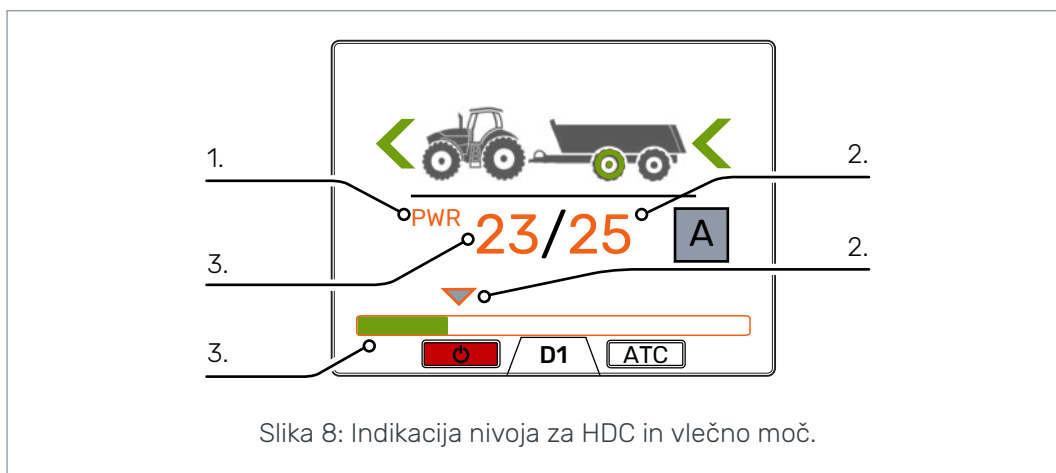 1.
2.
PWR 23/25 A
3.
2.
3.
D1 ATC
Slika 8: Indikacija nivoja za HDC in vlečno moč.